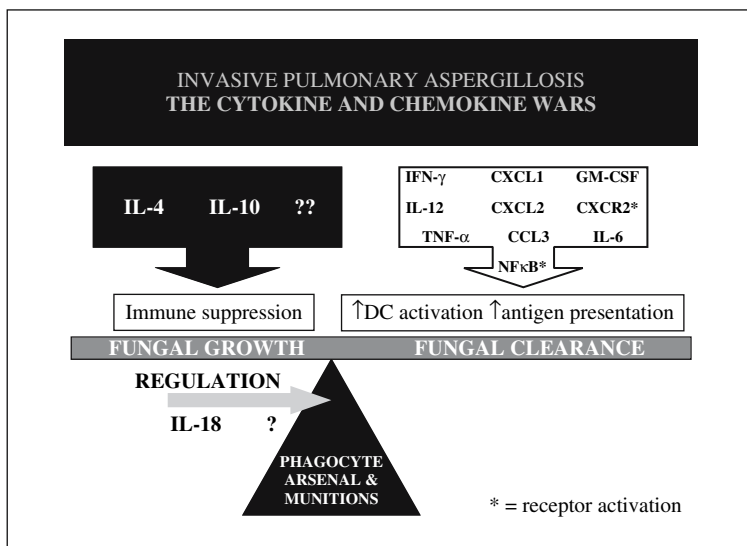 INVASIVE PULMONARY ASPERGILLOSIS
THE CYTOKINE AND CHEMOKINE WARS
IL-4 IL-10 ??
IFN-γ CXCL1 GM-CSF
IL-12 CXCL2 CXCR2*
TNF-α CCL3 IL-6
NFκB*
Immune suppression
↑DC activation ↑antigen presentation
FUNGAL GROWTH FUNGAL CLEARANCE
REGULATION
IL-18 ?
PHAGOCYTE
ARSENAL &
MUNITIONS
* = receptor activation